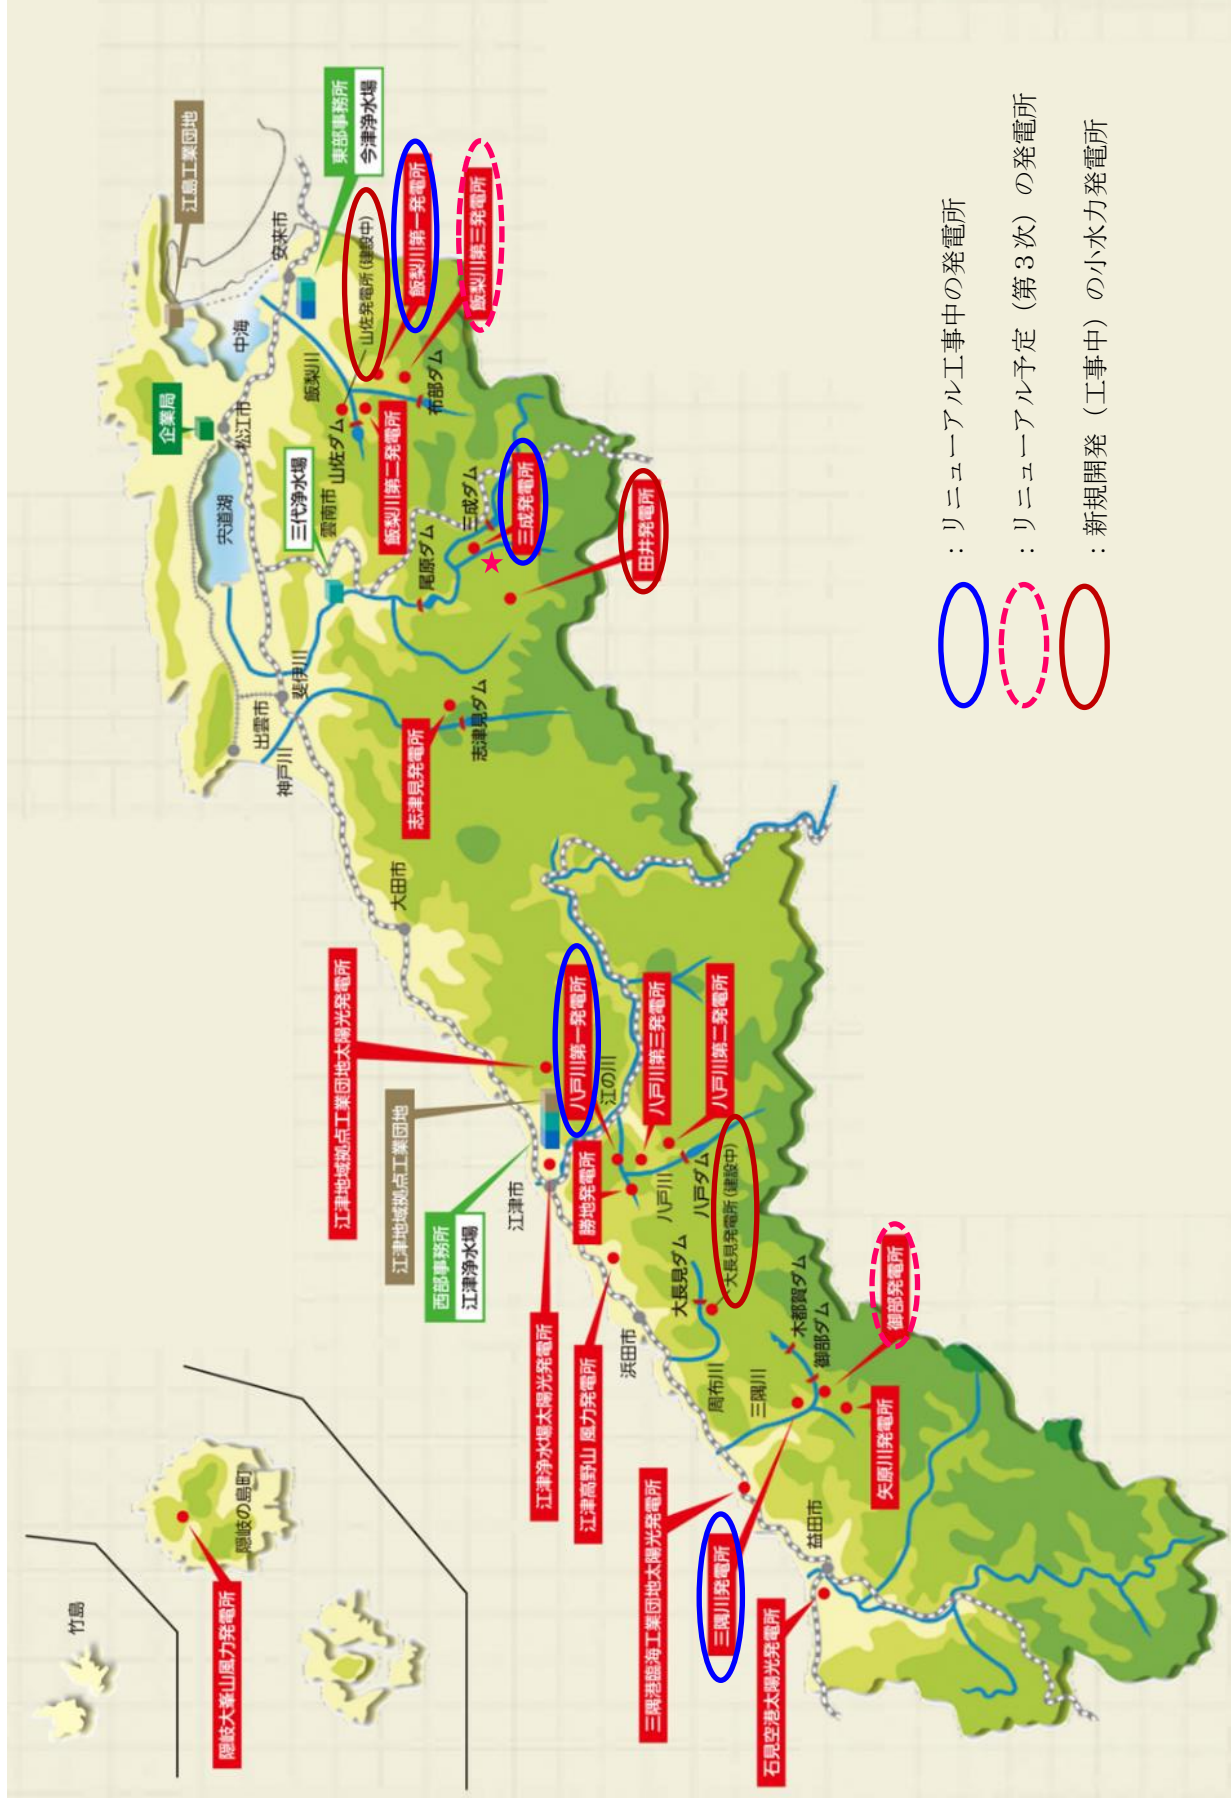 竹島
隠岐の島町
隠岐大峯山風力発電所
江島工業団地
東部事務所
今津浄水場
安来市
中海
企業局
松江市
宍道湖
飯梨川
山佐発電所(建設中)
飯梨川第一発電所
飯梨川第三発電所
布部ダム
山佐ダム
飯梨川第二発電所
三代浄水場
雲南市
三成ダム
三成発電所
尾原ダム
田井発電所
斐伊川
出雲市
神戸川
志津見発電所
志津見ダム
大田市
江津地域拠点工業団地太陽光発電所
江津地域拠点工業団地
西部事務所
江津浄水場
江津市
八戸川第一発電所
江の川
八戸川第三発電所
八戸川第二発電所
勝地発電所
八戸川
八戸ダム
大長見発電所(建設中)
大長見ダム
江津浄水場太陽光発電所
江津高野山 風力発電所
浜田市
周布川
三隅川
木都賀ダム
御部ダム
御部発電所
矢原川発電所
三隅港臨海工業団地太陽光発電所
三隅川発電所
益田市
石見空港太陽光発電所
：リニューアル工事中の発電所
：リニューアル予定（第３次）の発電所
：新規開発（工事中）の小水力発電所